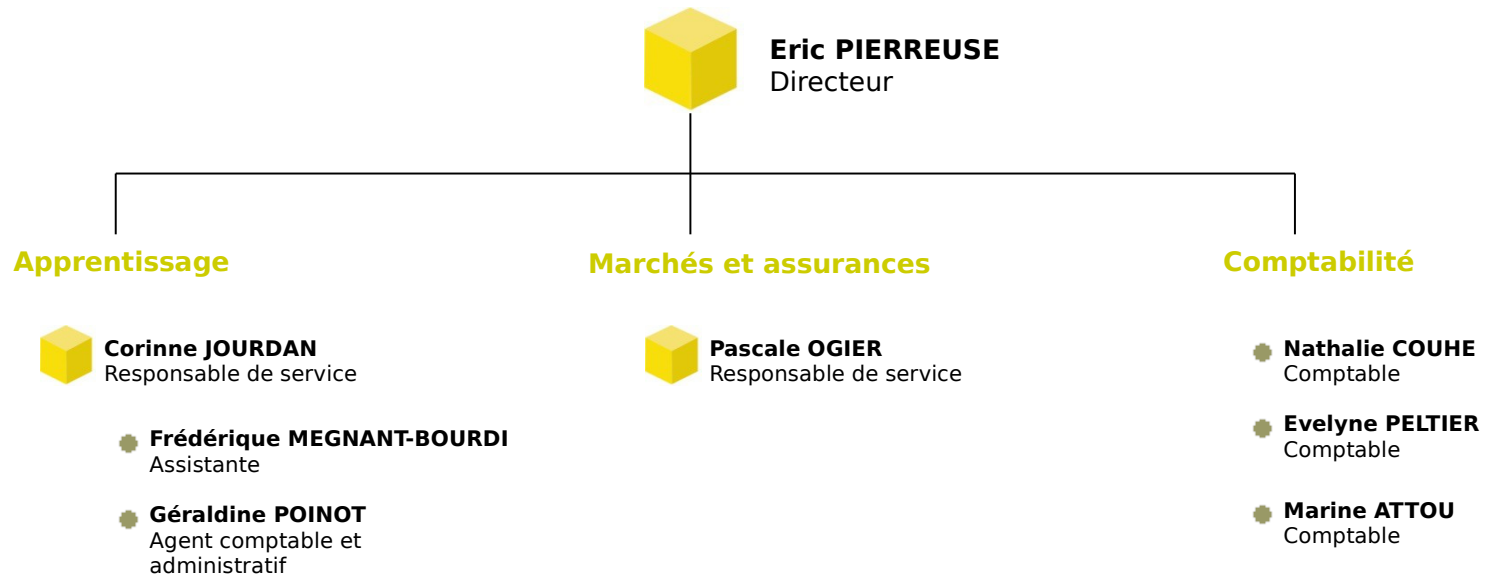 Eric PIERREUSE
Directeur
Apprentissage
Corinne JOURDAN
Responsable de service
Frédérique MEGNANT-BOURDI
Assistante
Géraldine POINOT
Agent comptable et
administratif
Marchés et assurances
Pascale OGIER
Responsable de service
Comptabilité
Nathalie COUHE
Comptable
Evelyne PELTIER
Comptable
Marine ATTOU
Comptable